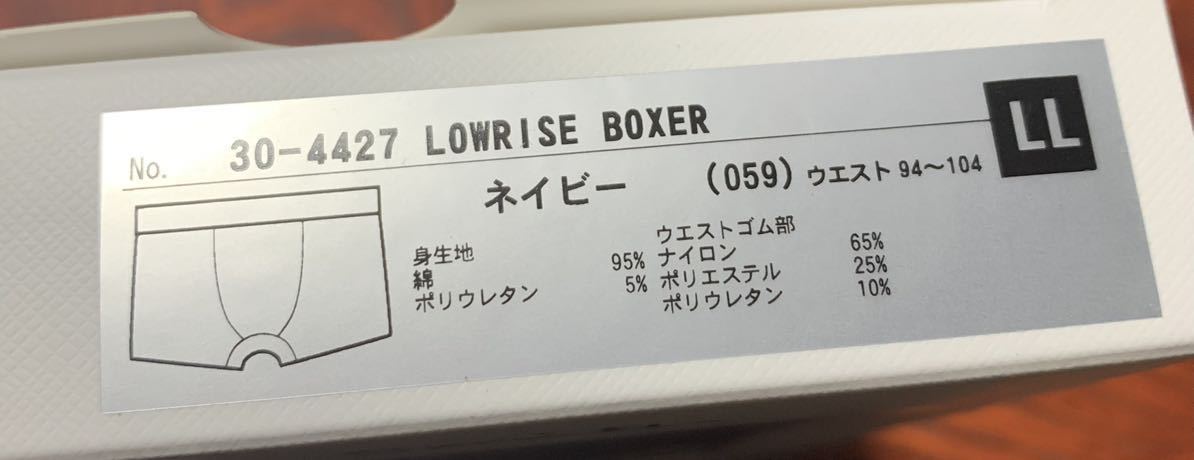 No. 30-4427 LOWRISE BOXER LL
ネイビー (059) ウエスト 94〜104
身生地
綿 95%
ポリウレタン 5%
ウエストゴム部
ナイロン 65%
ポリエステル 25%
ポリウレタン 10%